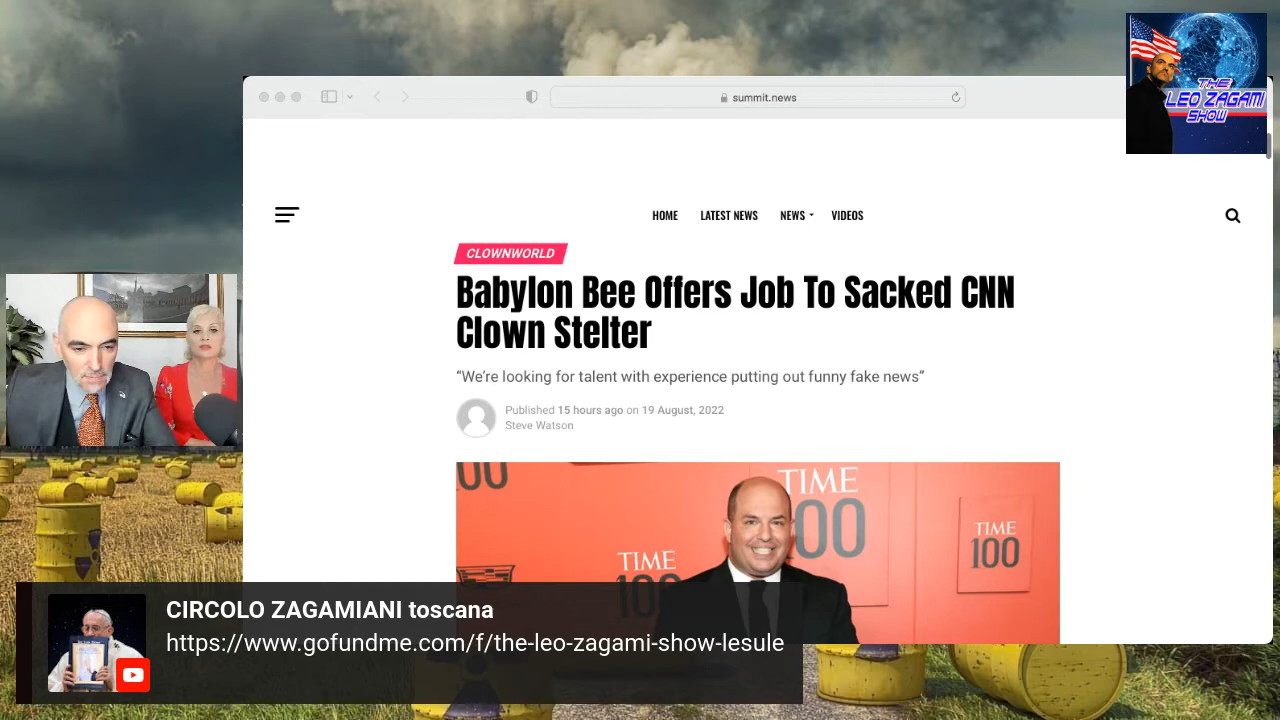 summit.news
THE
LEO ZAGAMI
SHOW
HOME LATEST NEWS NEWS VIDEOS
CLOWNWORLD
Babylon Bee Offers Job To Sacked CNN
Clown Stelter
“We’re looking for talent with experience putting out funny fake news”
Published 15 hours ago on 19 August, 2022
Steve Watson
00
TIME
100
TIME
100
TIME
100
CIRCOLO ZAGAMIANI toscana
https://www.gofundme.com/f/the-leo-zagami-show-lesule